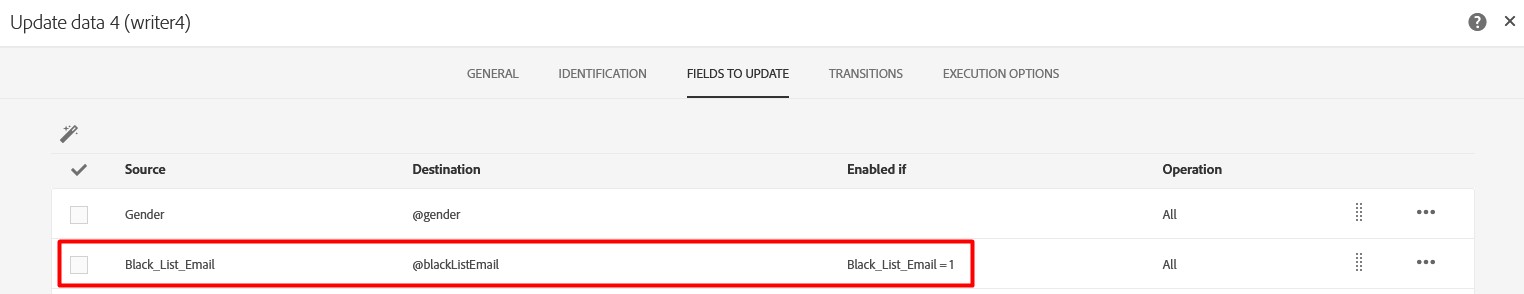 Update data 4 (writer4)
GENERAL IDENTIFICATION FIELDS TO UPDATE TRANSITIONS EXECUTION OPTIONS
Source Destination Enabled if Operation
Gender @gender All
Black_List_Email @blackListEmail Black_List_Email = 1 All